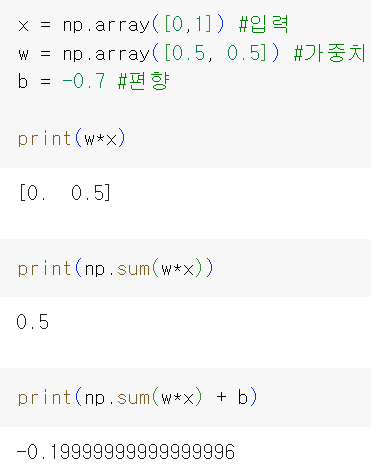 x = np.array([0,1]) #입력
w = np.array([0.5, 0.5]) #가중치
b = -0.7 #편향
print(w*x)
[0.  0.5]
print(np.sum(w*x))
0.5
print(np.sum(w*x) + b)
-0.19999999999999996